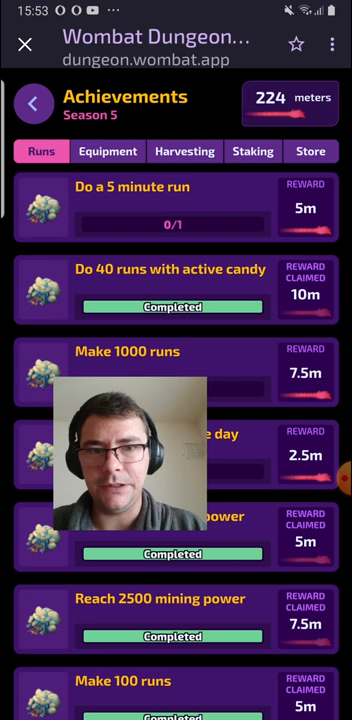 15:53
Wombat Dungeon...
dungeon.wombat.app
Achievements
Season 5
224 meters
Runs Equipment Harvesting Staking Store
Do a 5 minute run
0/1
REWARD
5m
Do 40 runs with active candy
Completed
REWARD
CLAIMED
10m
Make 1000 runs
REWARD
7.5m
e day
REWARD
2.5m
power
Completed
REWARD
CLAIMED
5m
Reach 2500 mining power
Completed
REWARD
CLAIMED
7.5m
Make 100 runs
Completed
REWARD
CLAIMED
5m